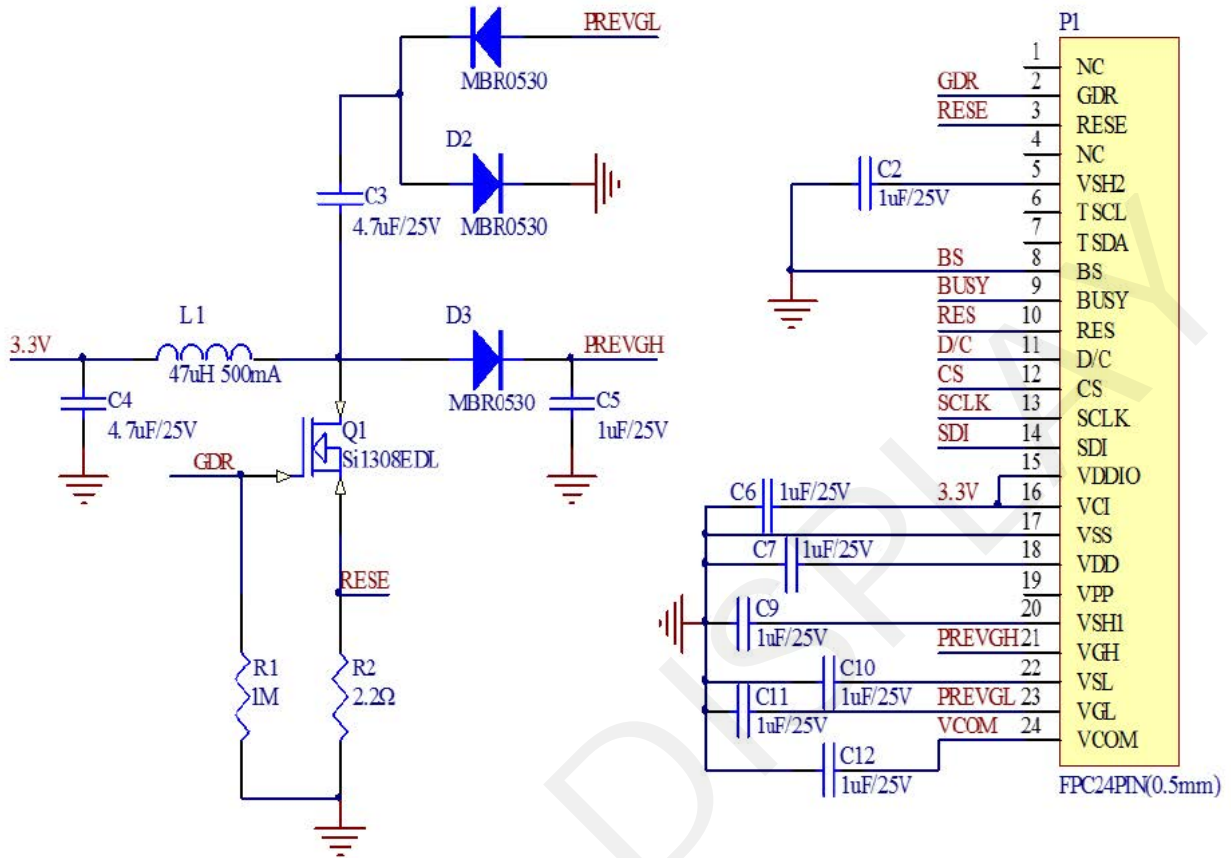 PREVGL
MBR0530
D2
MBR0530
C3
4.7uF/25V
L1
3.3V
47uH 500mA
D3
PREVGH
MBR0530
C4
4.7uF/25V
C5
1uF/25V
Q1
Si1308EDL
GDR
RESE
R1
1M
R2
2.2Ω
P1
1 NC
GDR 2 GDR
RESE 3 RESE
4 NC
C2
1uF/25V
5 VSH2
6 TSCL
7 TSDA
BS 8 BS
BUSY 9 BUSY
RES 10 RES
D/C 11 D/C
CS 12 CS
SCLK 13 SCLK
SDI 14 SDI
15 VDDIO
C6 1uF/25V 3.3V 16 VCI
17 VSS
C7 1uF/25V 18 VDD
19 VPP
C9
1uF/25V
20 VSH1
PREVGH 21 VGH
C10
1uF/25V
22 VSL
C11
1uF/25V
PREVGL 23 VGL
VCOM 24 VCOM
C12
1uF/25V
FPC24PIN(0.5mm)
DISPLAY